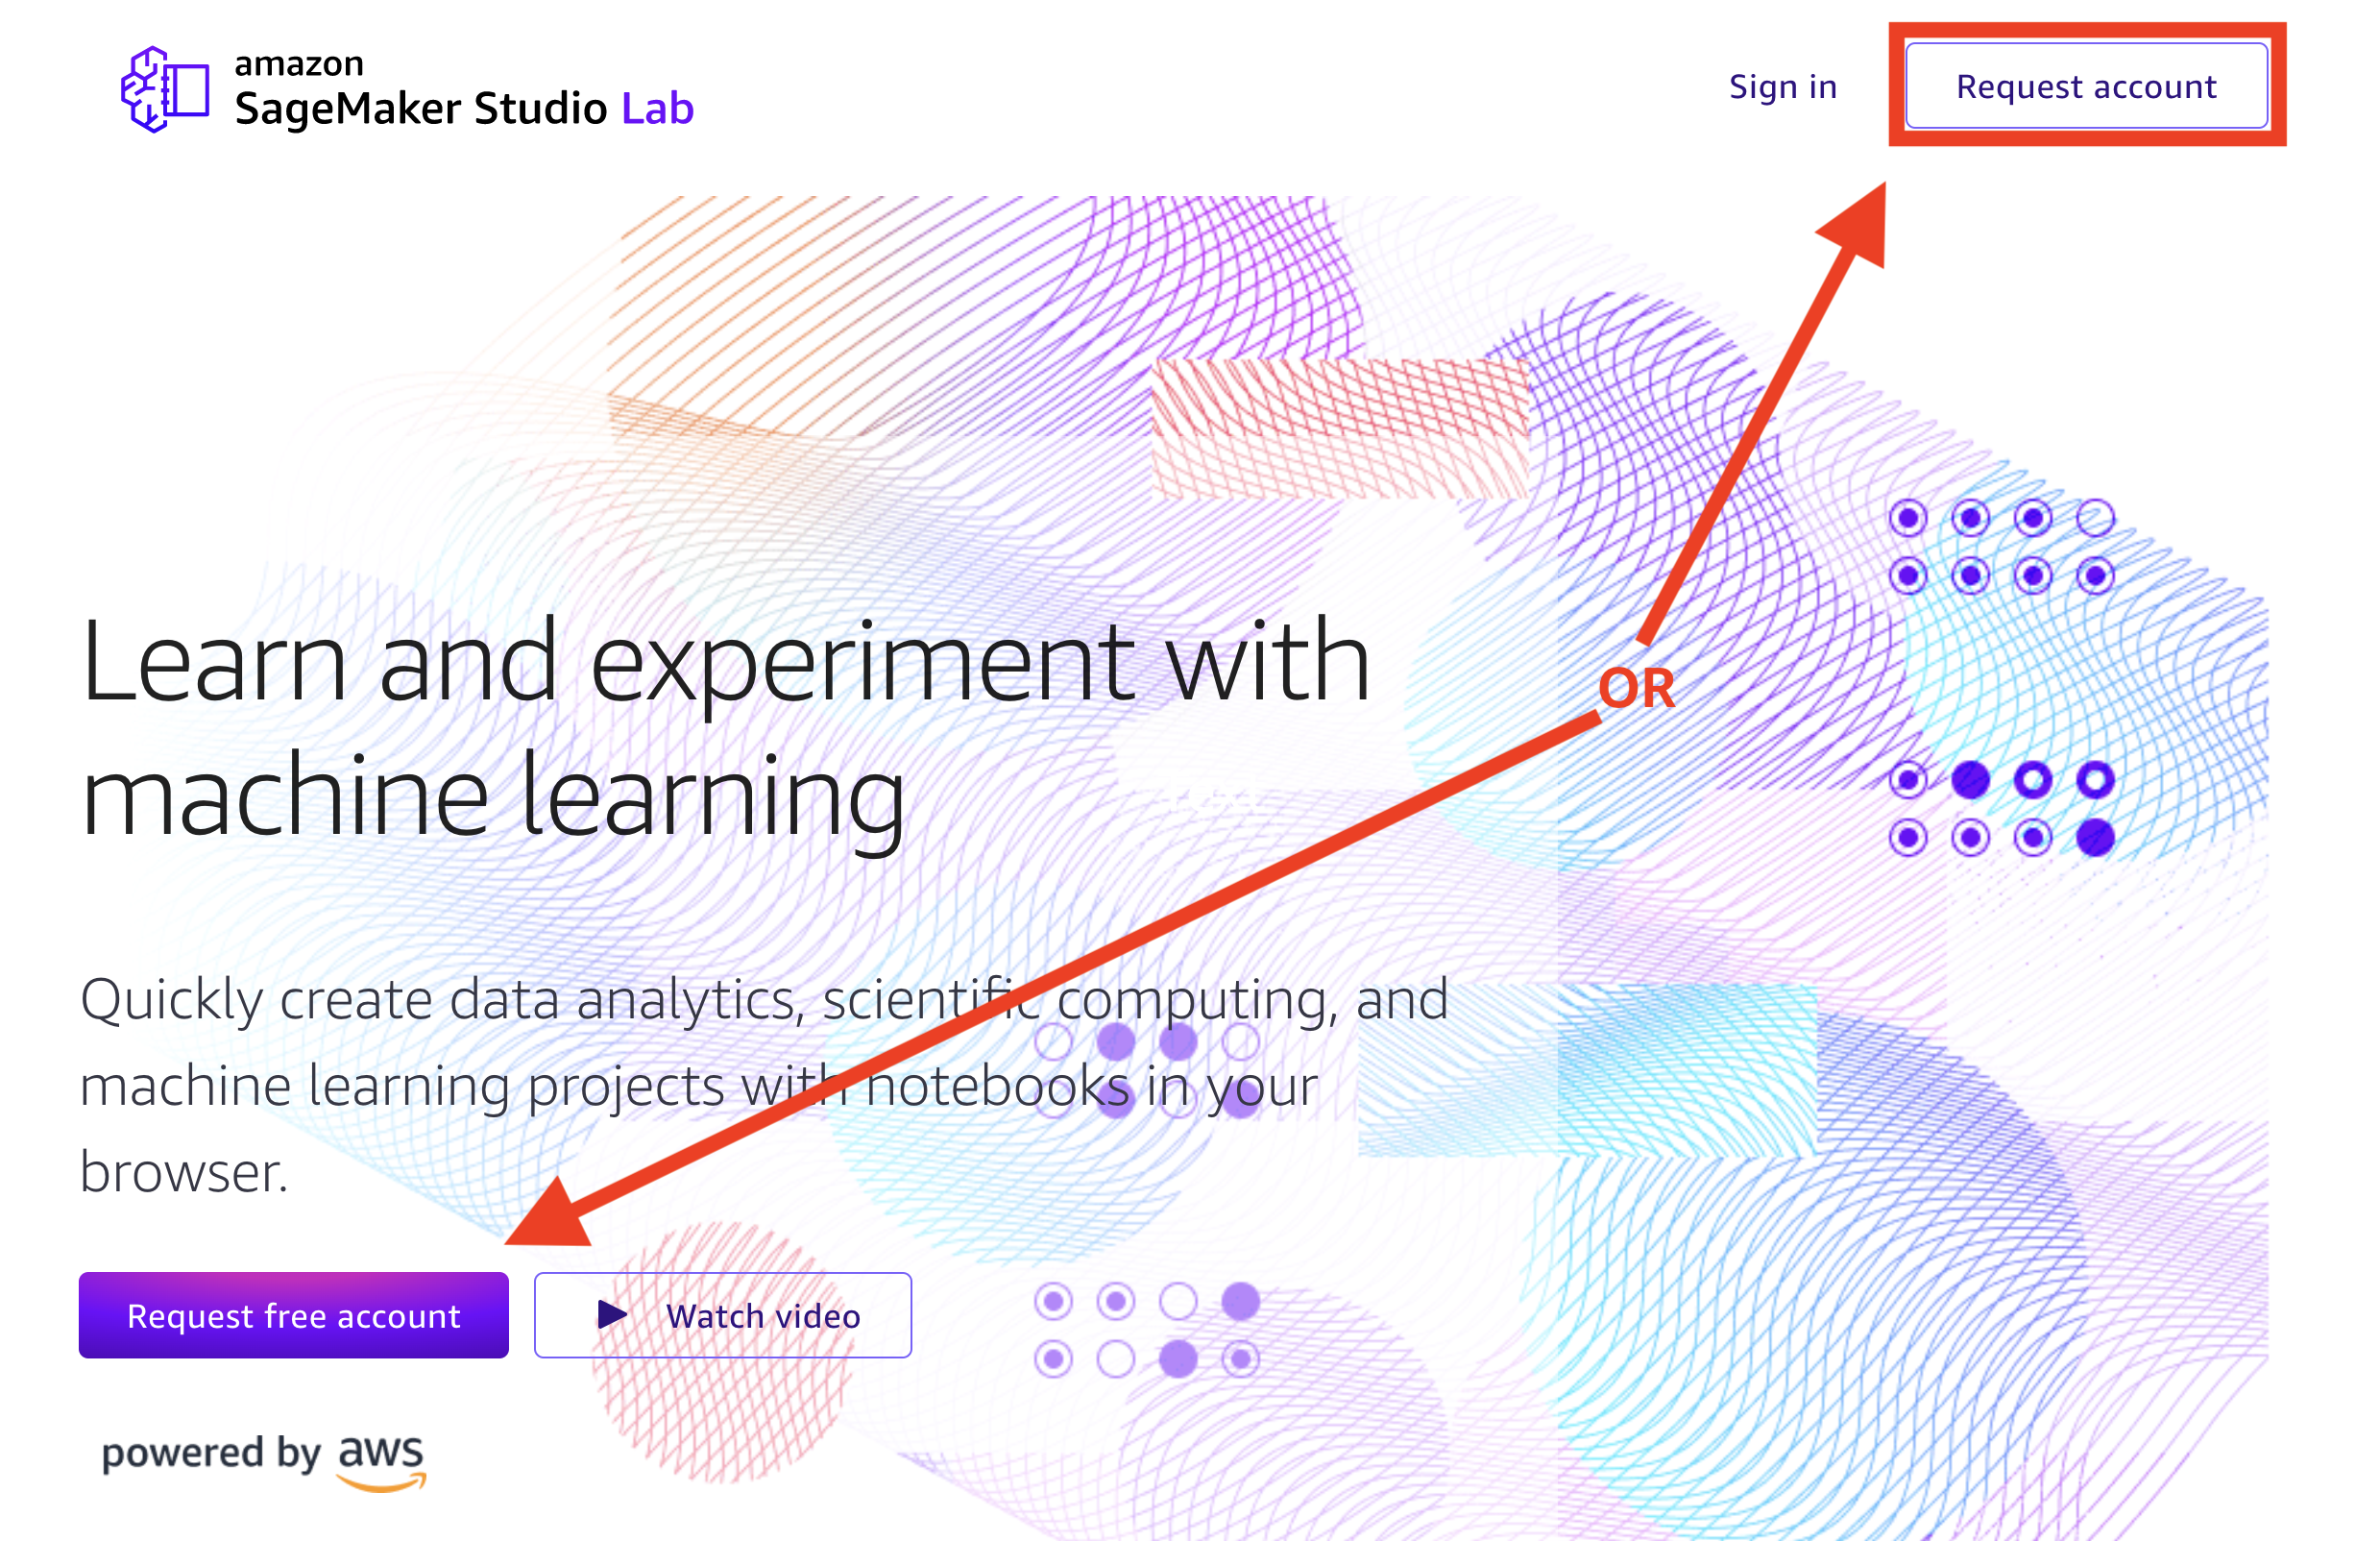 amazon
SageMaker Studio Lab
Sign in
Request account
OR
Learn and experiment with
machine learning
Quickly create data analytics, scientific computing, and
machine learning projects with notebooks in your
browser.
Request free account
Watch video
powered by aws